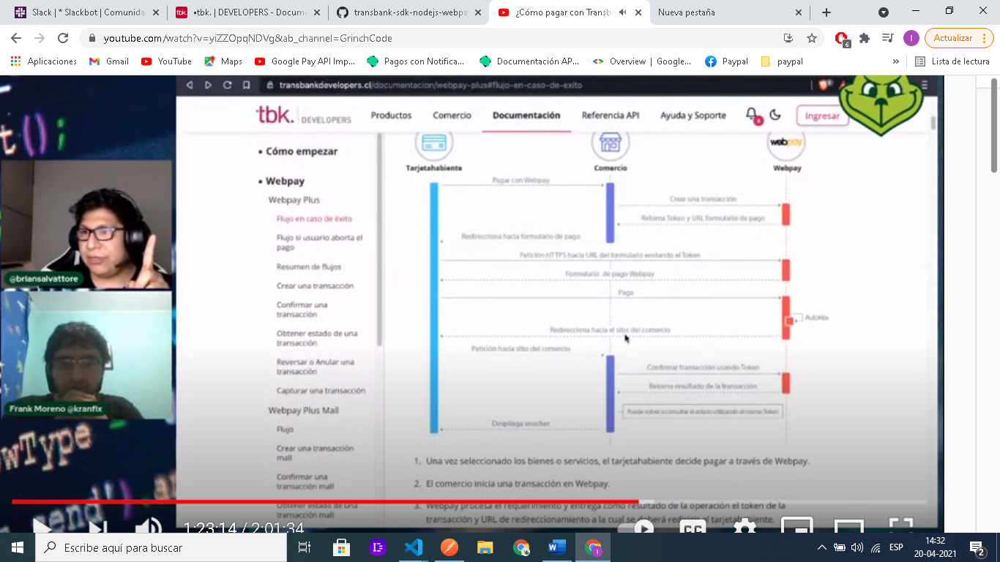 Slack | * Slackbot | Comunida
•tbk. | DEVELOPERS - Docume
transbank-sdk-nodejs-webpa
¿Cómo pagar con Transb
Nueva pestaña
youtube.com/watch?v=yiZZOpqNDVg&ab_channel=GrinchCode
6
I
Actualizar
Aplicaciones
Gmail
YouTube
Maps
Google Pay API Imp...
Pagos con Notifica...
Documentación AP...
Overview | Google...
Paypal
paypal
»
Lista de lectura
transbankdevelopers.cl/documentacion/webpay-plus#flujo-en-caso-de-exito
tbk. | DEVELOPERS
Productos
Comercio
Documentación
Referencia API
Ayuda y Soporte
Ingresar
Cómo empezar
Webpay
Webpay Plus
Flujo en caso de éxito
Flujo si usuario aborta el
pago
Resumen de flujos
Crear una transacción
Confirmar una
transacción
Obtener estado de una
transacción
Reversar o Anular una
transacción
Capturar una transacción
Webpay Plus Mall
Flujo
Crear una transacción
mall
Confirmar una
transacción mall
Obtener estado de una
transacción mall
webpay
Tarjetahabiente
Comercio
Webpay
Pagar con Webpay
Crear una transacción
Retorna Token y URL formulario de pago
Redirecciona hacia formulario de pago
Petición HTTPS hacia URL del formulario enviando el Token
Formulario de pago Webpay
Paga
Autoriza
Redirecciona hacia el sitio del comercio
Petición hacia sitio del comercio
Confirmar transacción usando Token
Retorna resultado de la transacción
Puede volver a consultar el estado utilizando el mismo Token
Despliega voucher
1. Una vez seleccionado los bienes o servicios, el tarjetahabiente decide pagar a través de Webpay.
2. El comercio inicia una transacción en Webpay.
3. Webpay procesa el requerimiento y entrega como resultado de la operación el token de la
transacción y URL de redireccionamiento a la cual se deberá redirigir al tarjetahabiente.
@briansalvattore
Frank Moreno @kranfix
wType
1:23:14 / 2:01:34
CC
Escribe aquí para buscar
ESP
14:32
20-04-2021
2